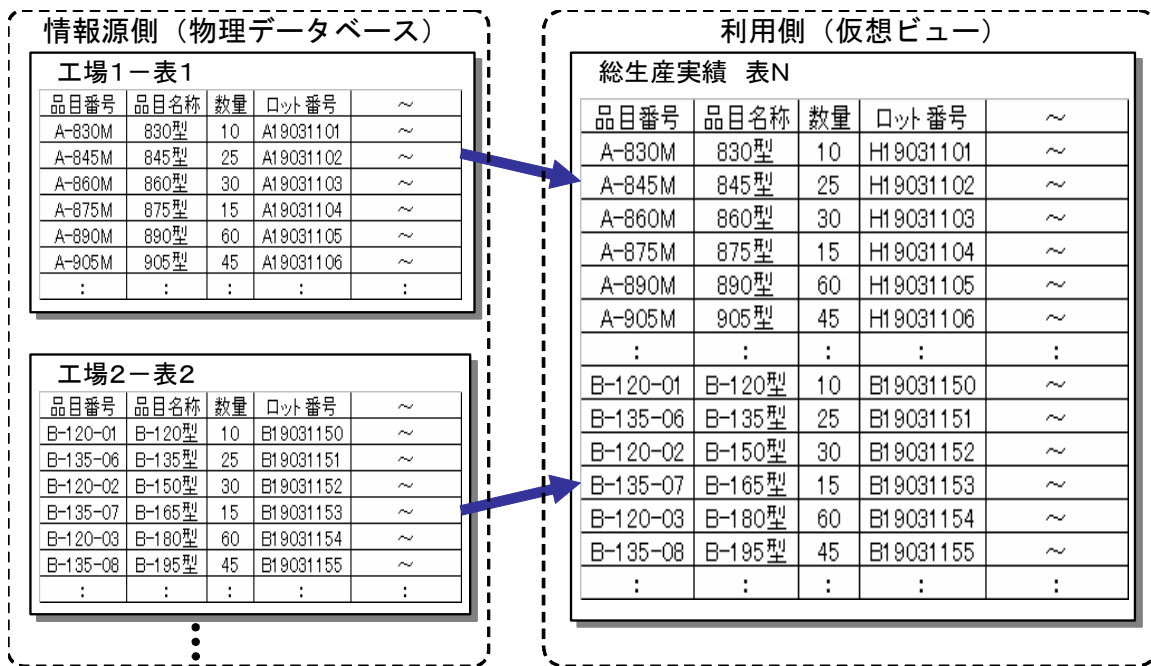 情報源側（物理データベース）
工場1－表1
品目番号 品目名称 数量 ロット番号 ～
A-830M 830型 10 A19031101 ～
A-845M 845型 25 A19031102 ～
A-860M 860型 30 A19031103 ～
A-875M 875型 15 A19031104 ～
A-890M 890型 60 A19031105 ～
A-905M 905型 45 A19031106 ～
： ： ： ： ：
工場2－表2
品目番号 品目名称 数量 ロット番号 ～
B-120-01 B-120型 10 B19031150 ～
B-135-06 B-135型 25 B19031151 ～
B-120-02 B-150型 30 B19031152 ～
B-135-07 B-165型 15 B19031153 ～
B-120-03 B-180型 60 B19031154 ～
B-135-08 B-195型 45 B19031155 ～
： ： ： ： ：
利用側（仮想ビュー）
総生産実績 表N
品目番号 品目名称 数量 ロット番号 ～
A-830M 830型 10 H19031101 ～
A-845M 845型 25 H19031102 ～
A-860M 860型 30 H19031103 ～
A-875M 875型 15 H19031104 ～
A-890M 890型 60 H19031105 ～
A-905M 905型 45 H19031106 ～
： ： ： ： ：
B-120-01 B-120型 10 B19031150 ～
B-135-06 B-135型 25 B19031151 ～
B-120-02 B-150型 30 B19031152 ～
B-135-07 B-165型 15 B19031153 ～
B-120-03 B-180型 60 B19031154 ～
B-135-08 B-195型 45 B19031155 ～
： ： ： ： ：